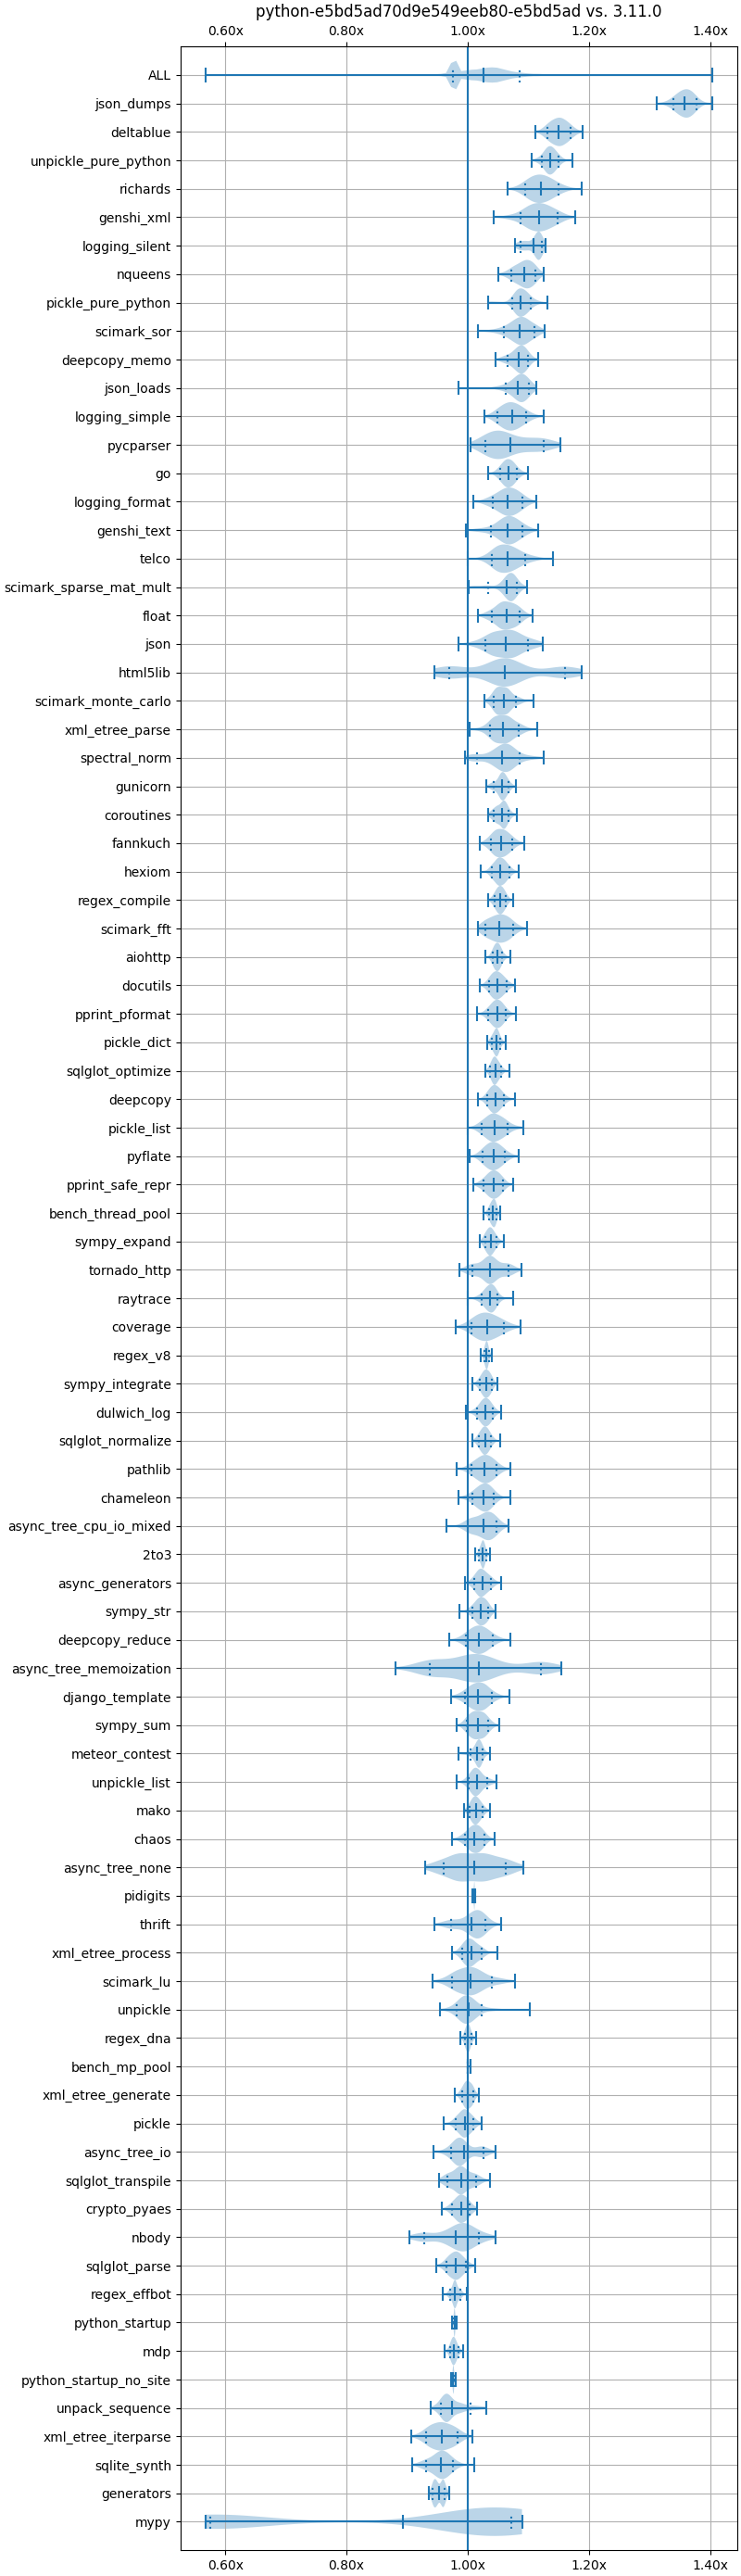 python-e5bd5ad70d9e549eeb80-e5bd5ad vs. 3.11.0
0.60x 0.80x 1.00x 1.20x 1.40x
ALL
json_dumps
deltablue
unpickle_pure_python
richards
genshi_xml
logging_silent
nqueens
pickle_pure_python
scimark_sor
deepcopy_memo
json_loads
logging_simple
pycparser
go
logging_format
genshi_text
telco
scimark_sparse_mat_mult
float
json
html5lib
scimark_monte_carlo
xml_etree_parse
spectral_norm
gunicorn
coroutines
fannkuch
hexiom
regex_compile
scimark_fft
aiohttp
docutils
pprint_pformat
pickle_dict
sqlglot_optimize
deepcopy
pickle_list
pyflate
pprint_safe_repr
bench_thread_pool
sympy_expand
tornado_http
raytrace
coverage
regex_v8
sympy_integrate
dulwich_log
sqlglot_normalize
pathlib
chameleon
async_tree_cpu_io_mixed
2to3
async_generators
sympy_str
deepcopy_reduce
async_tree_memoization
django_template
sympy_sum
meteor_contest
unpickle_list
mako
chaos
async_tree_none
pidigits
thrift
xml_etree_process
scimark_lu
unpickle
regex_dna
bench_mp_pool
xml_etree_generate
pickle
async_tree_io
sqlglot_transpile
crypto_pyaes
nbody
sqlglot_parse
regex_effbot
python_startup
mdp
python_startup_no_site
unpack_sequence
xml_etree_iterparse
sqlite_synth
generators
mypy
0.60x 0.80x 1.00x 1.20x 1.40x